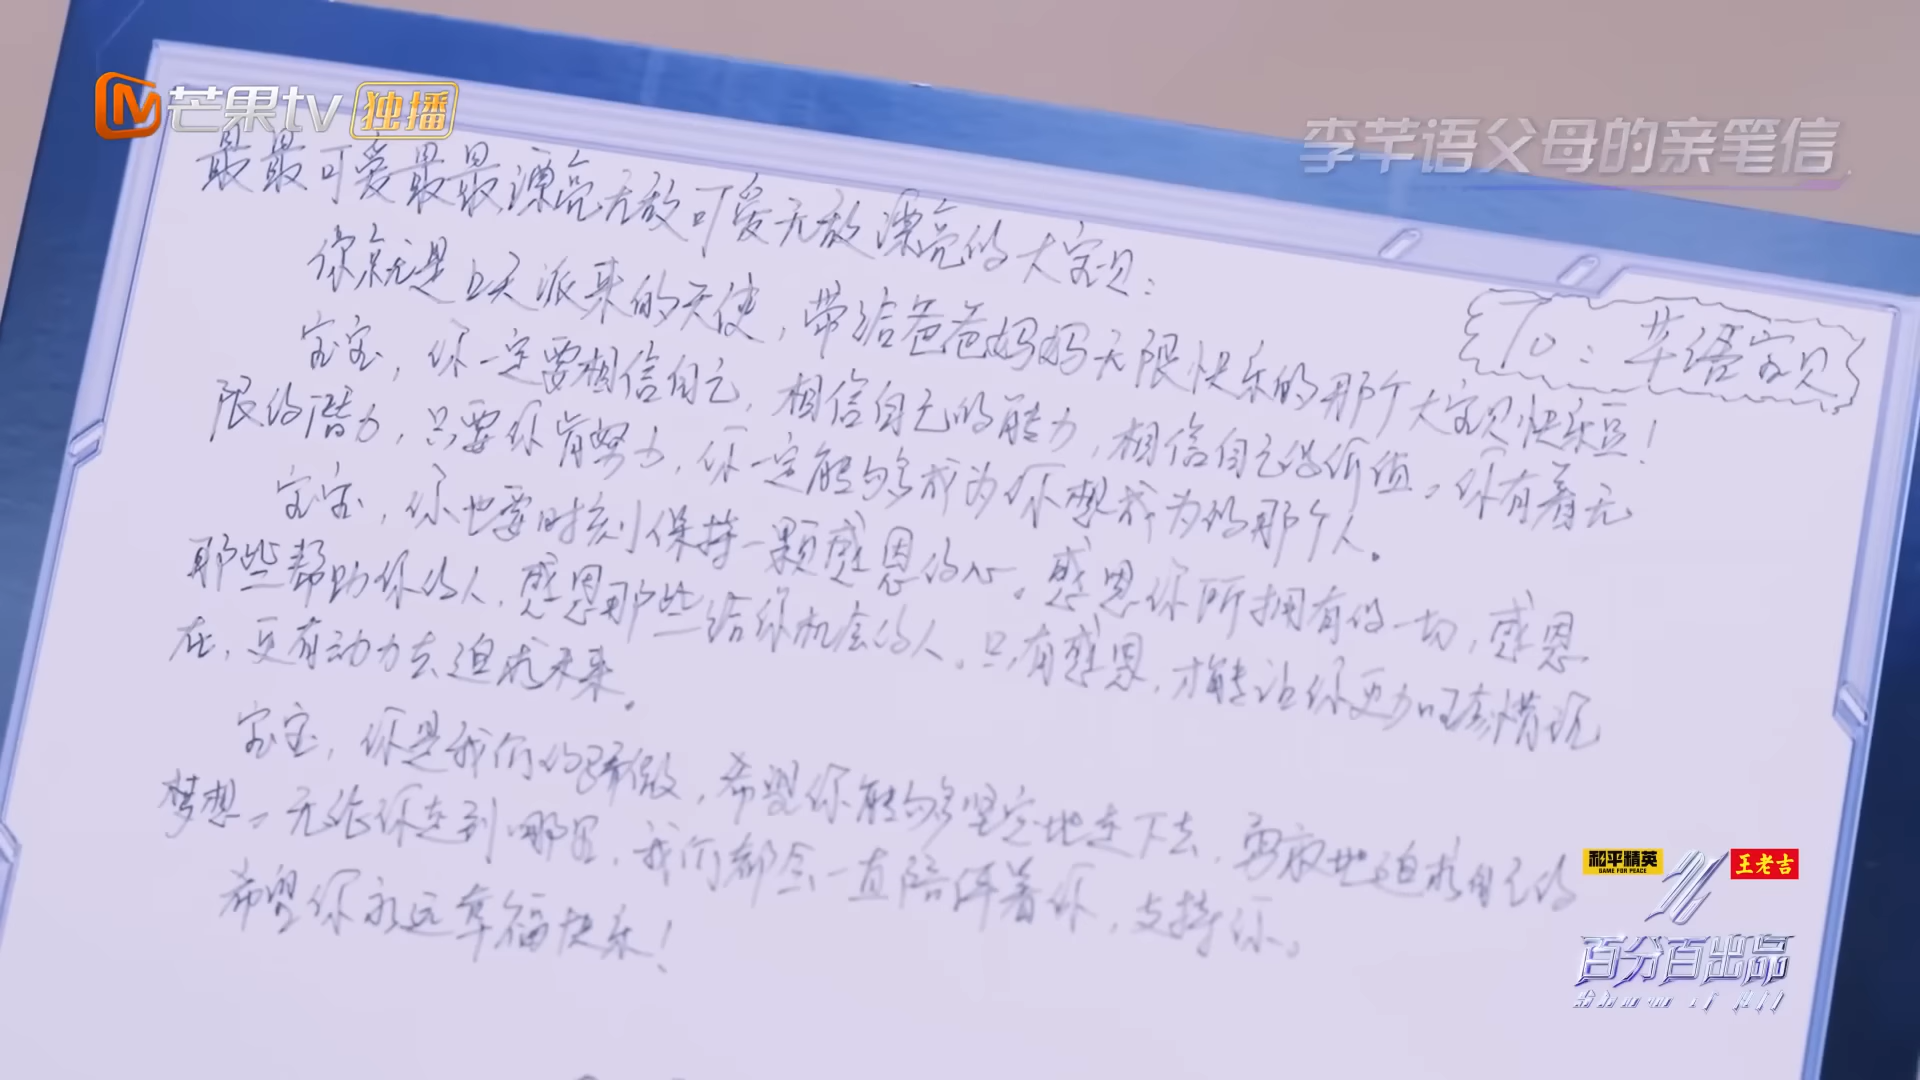 芒果tv 独播
李芊语父母的亲笔信
To：芊语宝贝
最最可爱最最漂亮无敌可爱无敌漂亮的大宝贝：
你就是上天派来的天使，带给爸爸妈妈无限快乐的那个大宝贝快乐豆！
宝宝，你一定要相信自己，相信自己的能力，相信自己的价值。你有着无
限的潜力，只要你肯努力，你一定能够成为你想成为的那个人。
宝宝，你也要时刻保持一颗感恩的心。感恩你所拥有的一切，感恩
那些帮助你的人，感恩那些给你机会的人。只有感恩，才能让你更加珍惜现
在，更有动力去追求未来。
宝宝，你是我们的骄傲，希望你能够坚定地走下去，勇敢地追求自己的
梦想。无论你走到哪里，我们都会一直陪伴着你，支持你。
希望你永远幸福快乐！
和平精英
GAME FOR PEACE
王老吉
百分百出品
Show it All